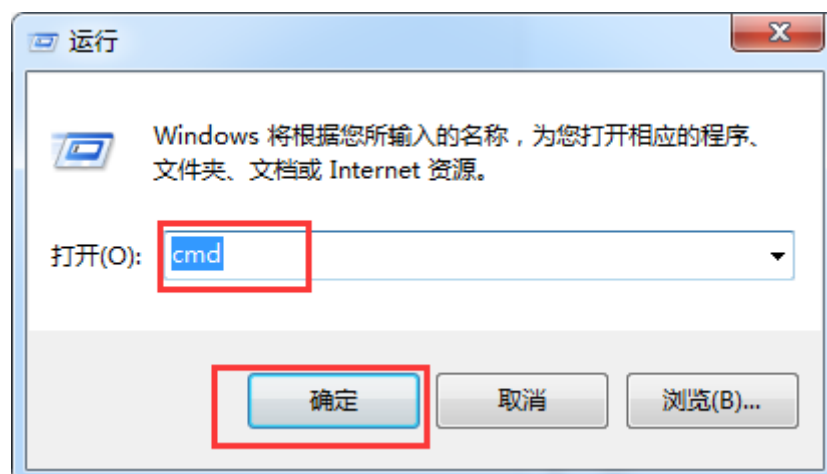 运行
Windows 将根据您所输入的名称，为您打开相应的程序、
文件夹、文档或 Internet 资源。
打开(O): cmd
确定 取消 浏览(B)...